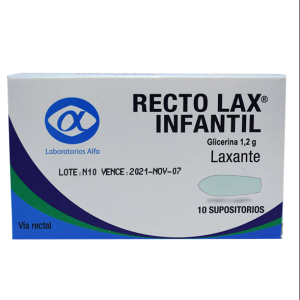 RECTO LAX®
INFANTIL
Glicerina 1,2 g
Laxante
α
Laboratorios Alfa
LOTE:N10 VENCE:2021-NOV-07
10 SUPOSITORIOS
Vía rectal